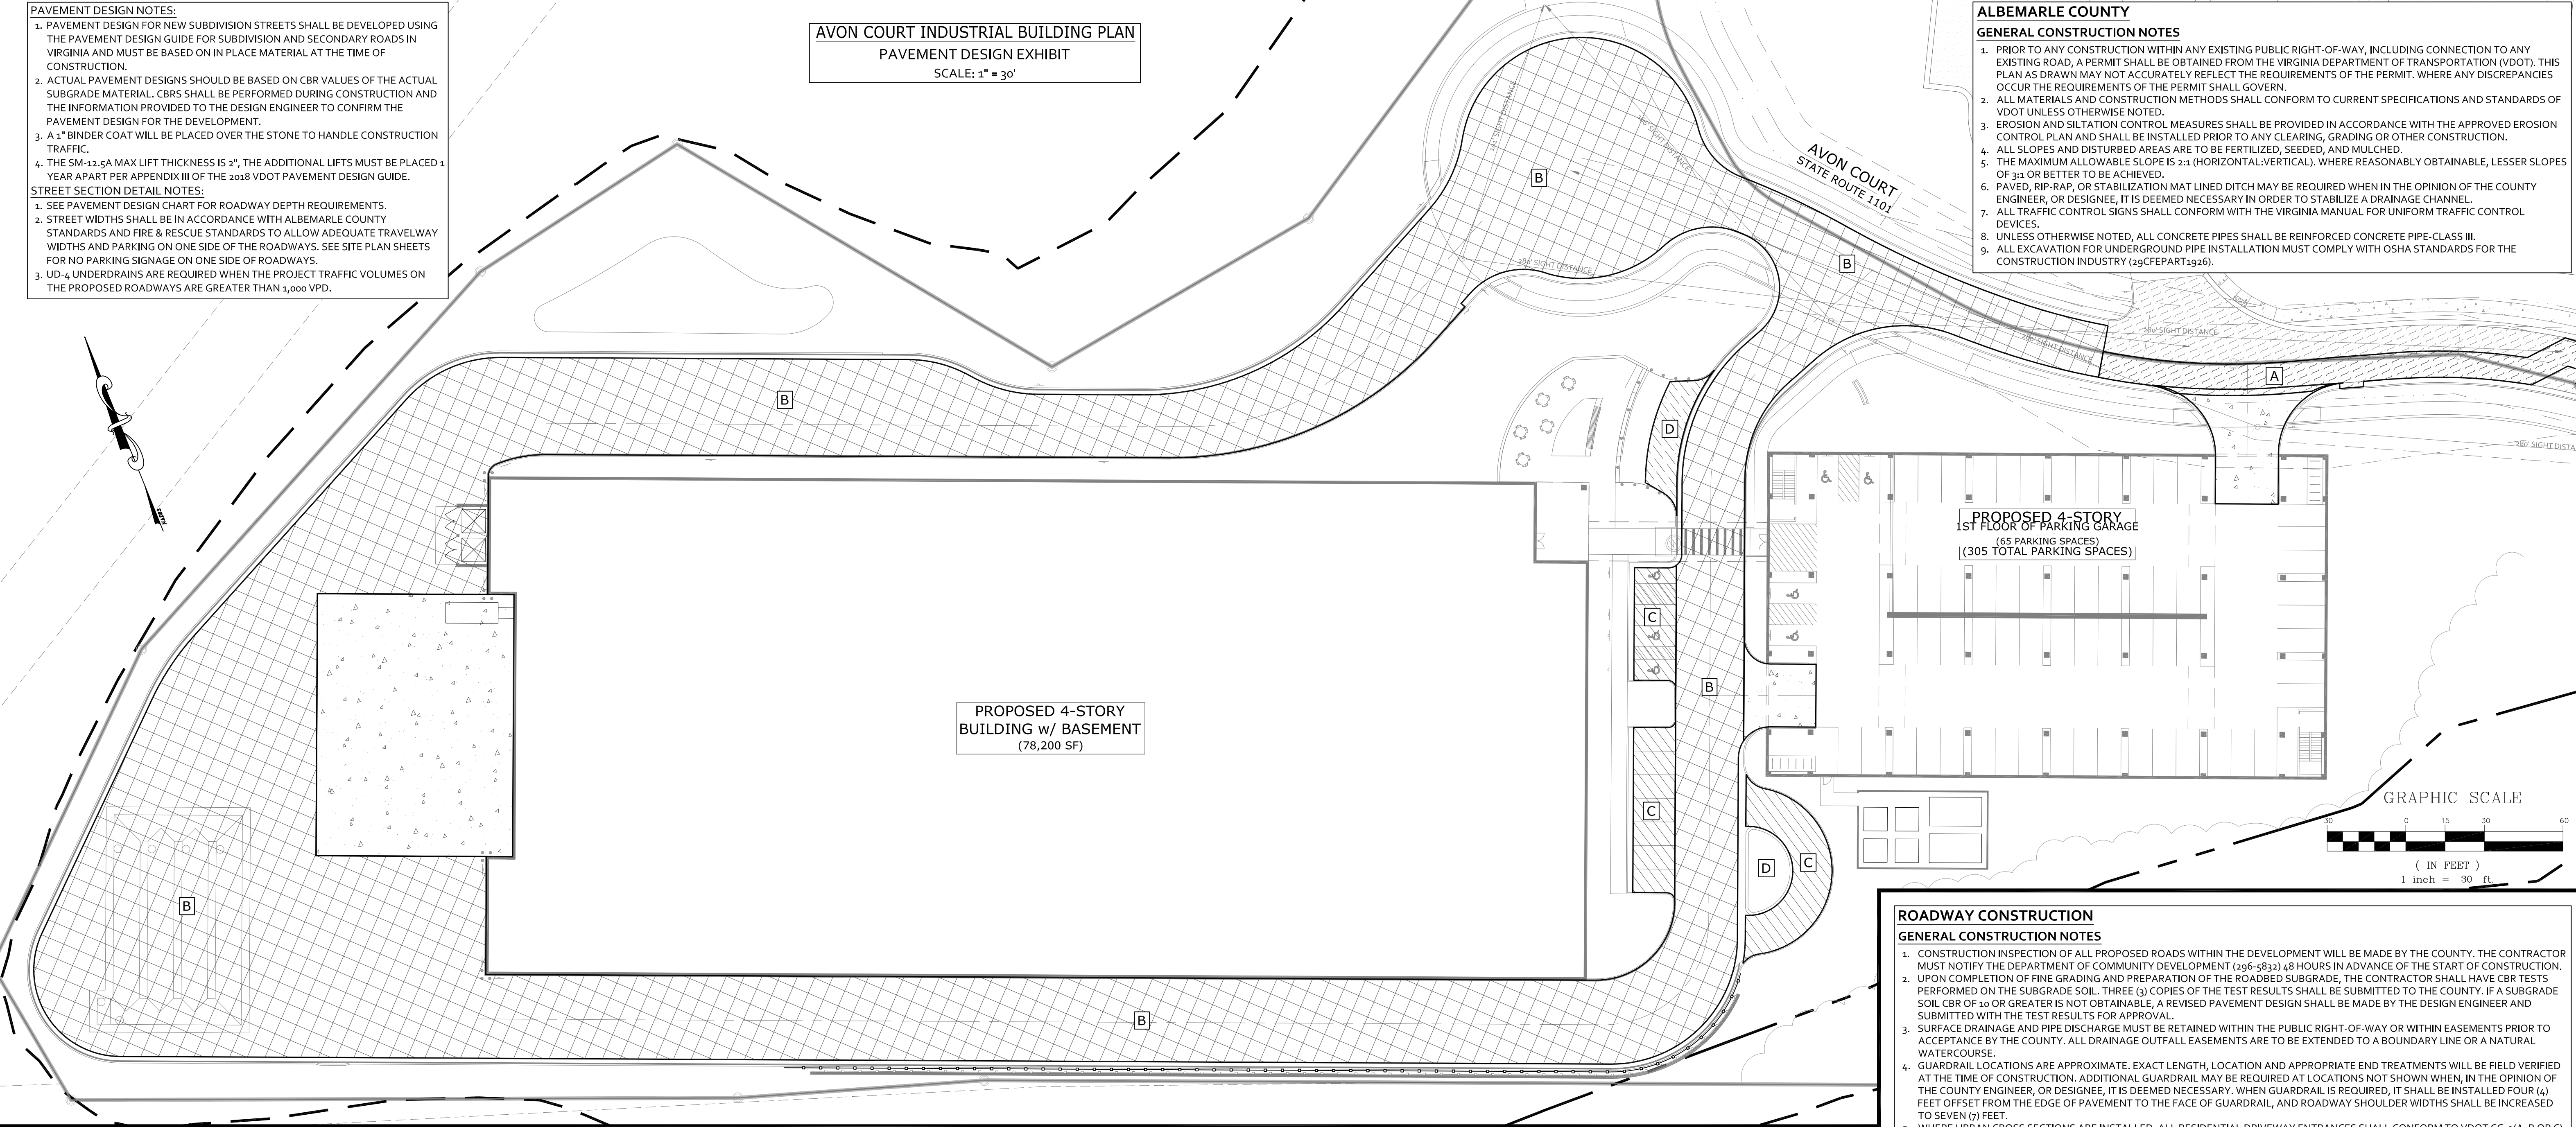 PAVEMENT DESIGN NOTES:
1. PAVEMENT DESIGN FOR NEW SUBDIVISION STREETS SHALL BE DEVELOPED USING
THE PAVEMENT DESIGN GUIDE FOR SUBDIVISION AND SECONDARY ROADS IN
VIRGINIA AND MUST BE BASED ON IN PLACE MATERIAL AT THE TIME OF
CONSTRUCTION.
2. ACTUAL PAVEMENT DESIGNS SHOULD BE BASED ON CBR VALUES OF THE ACTUAL
SUBGRADE MATERIAL. CBRS SHALL BE PERFORMED DURING CONSTRUCTION AND
THE INFORMATION PROVIDED TO THE DESIGN ENGINEER TO CONFIRM THE
PAVEMENT DESIGN FOR THE DEVELOPMENT.
3. A 1" BINDER COAT WILL BE PLACED OVER THE STONE TO HANDLE CONSTRUCTION
TRAFFIC.
4. THE SM-12.5A MAX LIFT THICKNESS IS 2", THE ADDITIONAL LIFTS MUST BE PLACED 1
YEAR APART PER APPENDIX III OF THE 2018 VDOT PAVEMENT DESIGN GUIDE.
STREET SECTION DETAIL NOTES:
1. SEE PAVEMENT DESIGN CHART FOR ROADWAY DEPTH REQUIREMENTS.
2. STREET WIDTHS SHALL BE IN ACCORDANCE WITH ALBEMARLE COUNTY
STANDARDS AND FIRE & RESCUE STANDARDS TO ALLOW ADEQUATE TRAVELWAY
WIDTHS AND PARKING ON ONE SIDE OF THE ROADWAYS. SEE SITE PLAN SHEETS
FOR NO PARKING SIGNAGE ON ONE SIDE OF ROADWAYS.
3. UD-4 UNDERDRAINS ARE REQUIRED WHEN THE PROJECT TRAFFIC VOLUMES ON
THE PROPOSED ROADWAYS ARE GREATER THAN 1,000 VPD.
AVON COURT INDUSTRIAL BUILDING PLAN
PAVEMENT DESIGN EXHIBIT
SCALE: 1" = 30'
ALBEMARLE COUNTY
GENERAL CONSTRUCTION NOTES
1. PRIOR TO ANY CONSTRUCTION WITHIN ANY EXISTING PUBLIC RIGHT-OF-WAY, INCLUDING CONNECTION TO ANY
EXISTING ROAD, A PERMIT SHALL BE OBTAINED FROM THE VIRGINIA DEPARTMENT OF TRANSPORTATION (VDOT). THIS
PLAN AS DRAWN MAY NOT ACCURATELY REFLECT THE REQUIREMENTS OF THE PERMIT. WHERE ANY DISCREPANCIES
OCCUR THE REQUIREMENTS OF THE PERMIT SHALL GOVERN.
2. ALL MATERIALS AND CONSTRUCTION METHODS SHALL CONFORM TO CURRENT SPECIFICATIONS AND STANDARDS OF
VDOT UNLESS OTHERWISE NOTED.
3. EROSION AND SILTATION CONTROL MEASURES SHALL BE PROVIDED IN ACCORDANCE WITH THE APPROVED EROSION
CONTROL PLAN AND SHALL BE INSTALLED PRIOR TO ANY CLEARING, GRADING OR OTHER CONSTRUCTION.
4. ALL SLOPES AND DISTURBED AREAS ARE TO BE FERTILIZED, SEEDED, AND MULCHED.
5. THE MAXIMUM ALLOWABLE SLOPE IS 2:1 (HORIZONTAL:VERTICAL). WHERE REASONABLY OBTAINABLE, LESSER SLOPES
OF 3:1 OR BETTER TO BE ACHIEVED.
6. PAVED, RIP-RAP, OR STABILIZATION MAT LINED DITCH MAY BE REQUIRED WHEN IN THE OPINION OF THE COUNTY
ENGINEER, OR DESIGNEE, IT IS DEEMED NECESSARY IN ORDER TO STABILIZE A DRAINAGE CHANNEL.
7. ALL TRAFFIC CONTROL SIGNS SHALL CONFORM WITH THE VIRGINIA MANUAL FOR UNIFORM TRAFFIC CONTROL
DEVICES.
8. UNLESS OTHERWISE NOTED, ALL CONCRETE PIPES SHALL BE REINFORCED CONCRETE PIPE-CLASS III.
9. ALL EXCAVATION FOR UNDERGROUND PIPE INSTALLATION MUST COMPLY WITH OSHA STANDARDS FOR THE
CONSTRUCTION INDUSTRY (29CFEPART1926).
AVON COURT
STATE ROUTE 1101
SIGHT DISTANCE
SIGHT DISTANCE
280' SIGHT DISTANCE
280' SIGHT DISTANCE
SIGHT DISTANCE
280' SIGHT DISTA
B
B
A
B
D
PROPOSED 4-STORY
1ST FLOOR OF PARKING GARAGE
(65 PARKING SPACES)
(305 TOTAL PARKING SPACES)
C
B
PROPOSED 4-STORY
BUILDING w/ BASEMENT
(78,200 SF)
C
D
C
B
B
GRAPHIC SCALE
30 0 15 30 60
( IN FEET )
1 inch = 30 ft.
ROADWAY CONSTRUCTION
GENERAL CONSTRUCTION NOTES
1. CONSTRUCTION INSPECTION OF ALL PROPOSED ROADS WITHIN THE DEVELOPMENT WILL BE MADE BY THE COUNTY. THE CONTRACTOR
MUST NOTIFY THE DEPARTMENT OF COMMUNITY DEVELOPMENT (296-5832) 48 HOURS IN ADVANCE OF THE START OF CONSTRUCTION.
2. UPON COMPLETION OF FINE GRADING AND PREPARATION OF THE ROADBED SUBGRADE, THE CONTRACTOR SHALL HAVE CBR TESTS
PERFORMED ON THE SUBGRADE SOIL. THREE (3) COPIES OF THE TEST RESULTS SHALL BE SUBMITTED TO THE COUNTY. IF A SUBGRADE
SOIL CBR OF 10 OR GREATER IS NOT OBTAINABLE, A REVISED PAVEMENT DESIGN SHALL BE MADE BY THE DESIGN ENGINEER AND
SUBMITTED WITH THE TEST RESULTS FOR APPROVAL.
3. SURFACE DRAINAGE AND PIPE DISCHARGE MUST BE RETAINED WITHIN THE PUBLIC RIGHT-OF-WAY OR WITHIN EASEMENTS PRIOR TO
ACCEPTANCE BY THE COUNTY. ALL DRAINAGE OUTFALL EASEMENTS ARE TO BE EXTENDED TO A BOUNDARY LINE OR A NATURAL
WATERCOURSE.
4. GUARDRAIL LOCATIONS ARE APPROXIMATE. EXACT LENGTH, LOCATION AND APPROPRIATE END TREATMENTS WILL BE FIELD VERIFIED
AT THE TIME OF CONSTRUCTION. ADDITIONAL GUARDRAIL MAY BE REQUIRED AT LOCATIONS NOT SHOWN WHEN, IN THE OPINION OF
THE COUNTY ENGINEER, OR DESIGNEE, IT IS DEEMED NECESSARY. WHEN GUARDRAIL IS REQUIRED, IT SHALL BE INSTALLED FOUR (4)
FEET OFFSET FROM THE EDGE OF PAVEMENT TO THE FACE OF GUARDRAIL, AND ROADWAY SHOULDER WIDTHS SHALL BE INCREASED
TO SEVEN (7) FEET.